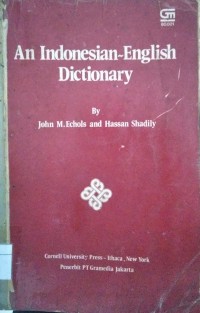 GM
An Indonesian-English
Dictionary
By
John M.Echols and Hassan Shadily
Cornell University Press - Ithaca , New York
Penerbit PT Gramedia Jakarta